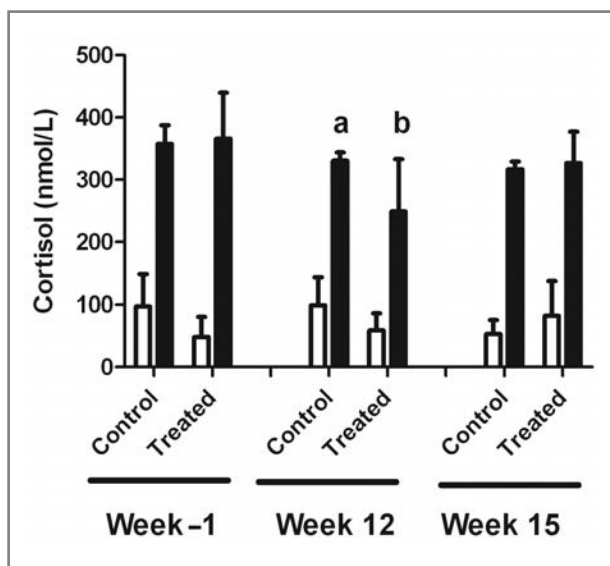 Cortisol (nmol/L)
500
400
300
200
100
0
a
b
Control
Treated
Control
Treated
Control
Treated
Week –1
Week 12
Week 15